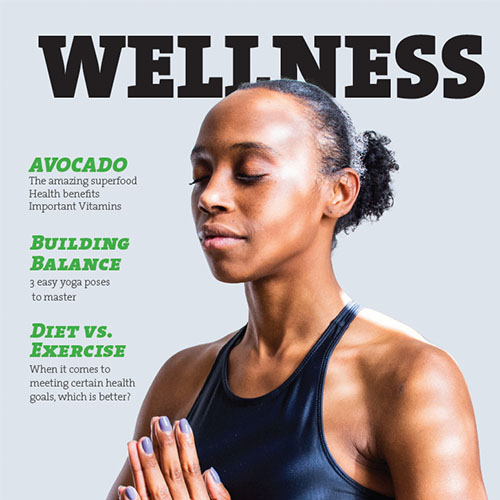 WELLNESS
AVOCADO
The amazing superfood
Health benefits
Important Vitamins
BUILDING
BALANCE
3 easy yoga poses
to master
DIET VS.
EXERCISE
When it comes to
meeting certain health
goals, which is better?